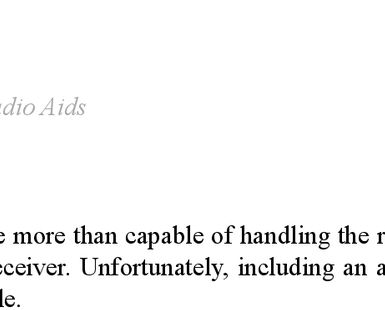 dio Aids
more than capable of handling the
eceiver. Unfortunately, including an a
le.